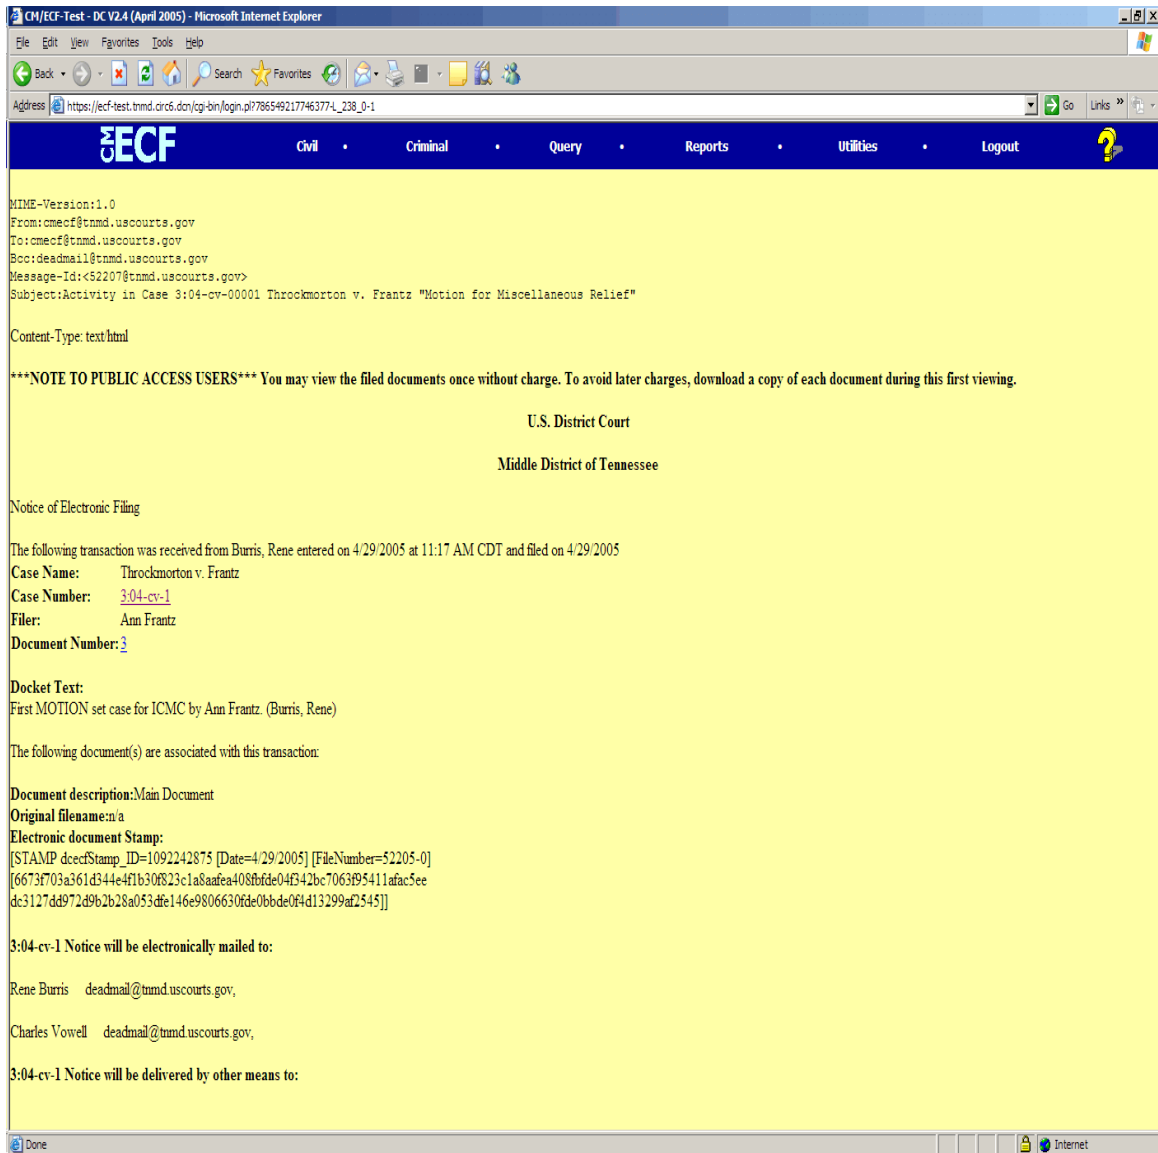 CM/ECF-Test - DC V2.4 (April 2005) - Microsoft Internet Explorer
File Edit View Favorites Tools Help
Back Search Favorites
Address https://ecf-test.tnmd.circ6.dcn/cgi-bin/login.pl?786549217746377-L_238_0-1 Go Links »
CM ECF Civil • Criminal • Query • Reports • Utilities • Logout ?
MIME-Version:1.0
From:cmecf@tnmd.uscourts.gov
To:cmecf@tnmd.uscourts.gov
Bcc:deadmail@tnmd.uscourts.gov
Message-Id:<52207@tnmd.uscourts.gov>
Subject:Activity in Case 3:04-cv-00001 Throckmorton v. Frantz "Motion for Miscellaneous Relief"
Content-Type: text/html
***NOTE TO PUBLIC ACCESS USERS*** You may view the filed documents once without charge. To avoid later charges, download a copy of each document during this first viewing.
U.S. District Court
Middle District of Tennessee
Notice of Electronic Filing
The following transaction was received from Burris, Rene entered on 4/29/2005 at 11:17 AM CDT and filed on 4/29/2005
Case Name: Throckmorton v. Frantz
Case Number: 3:04-cv-1
Filer: Ann Frantz
Document Number: 3
Docket Text:
First MOTION set case for ICMC by Ann Frantz. (Burris, Rene)
The following document(s) are associated with this transaction:
Document description:Main Document
Original filename:n/a
Electronic document Stamp:
[STAMP dcecfStamp_ID=1092242875 [Date=4/29/2005] [FileNumber=52205-0]
[6673f703a361d344e4f1b30f823c1a8aafea408fbfde04f342bc7063f95411afac5ee
dc3127dd972d9b2b28a053dfe146e9806630fde0bbde0f4d13299af2545]]
3:04-cv-1 Notice will be electronically mailed to:
Rene Burris deadmail@tnmd.uscourts.gov,
Charles Vowell deadmail@tnmd.uscourts.gov,
3:04-cv-1 Notice will be delivered by other means to:
Done Internet